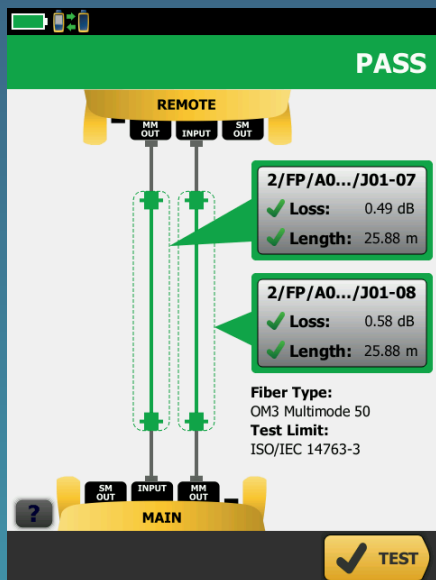 PASS
REMOTE
MM OUT
INPUT
SM OUT
2/FP/A0.../J01-07
Loss: 0.49 dB
Length: 25.88 m
2/FP/A0.../J01-08
Loss: 0.58 dB
Length: 25.88 m
Fiber Type:
OM3 Multimode 50
Test Limit:
ISO/IEC 14763-3
SM OUT
INPUT
MM OUT
MAIN
?
TEST